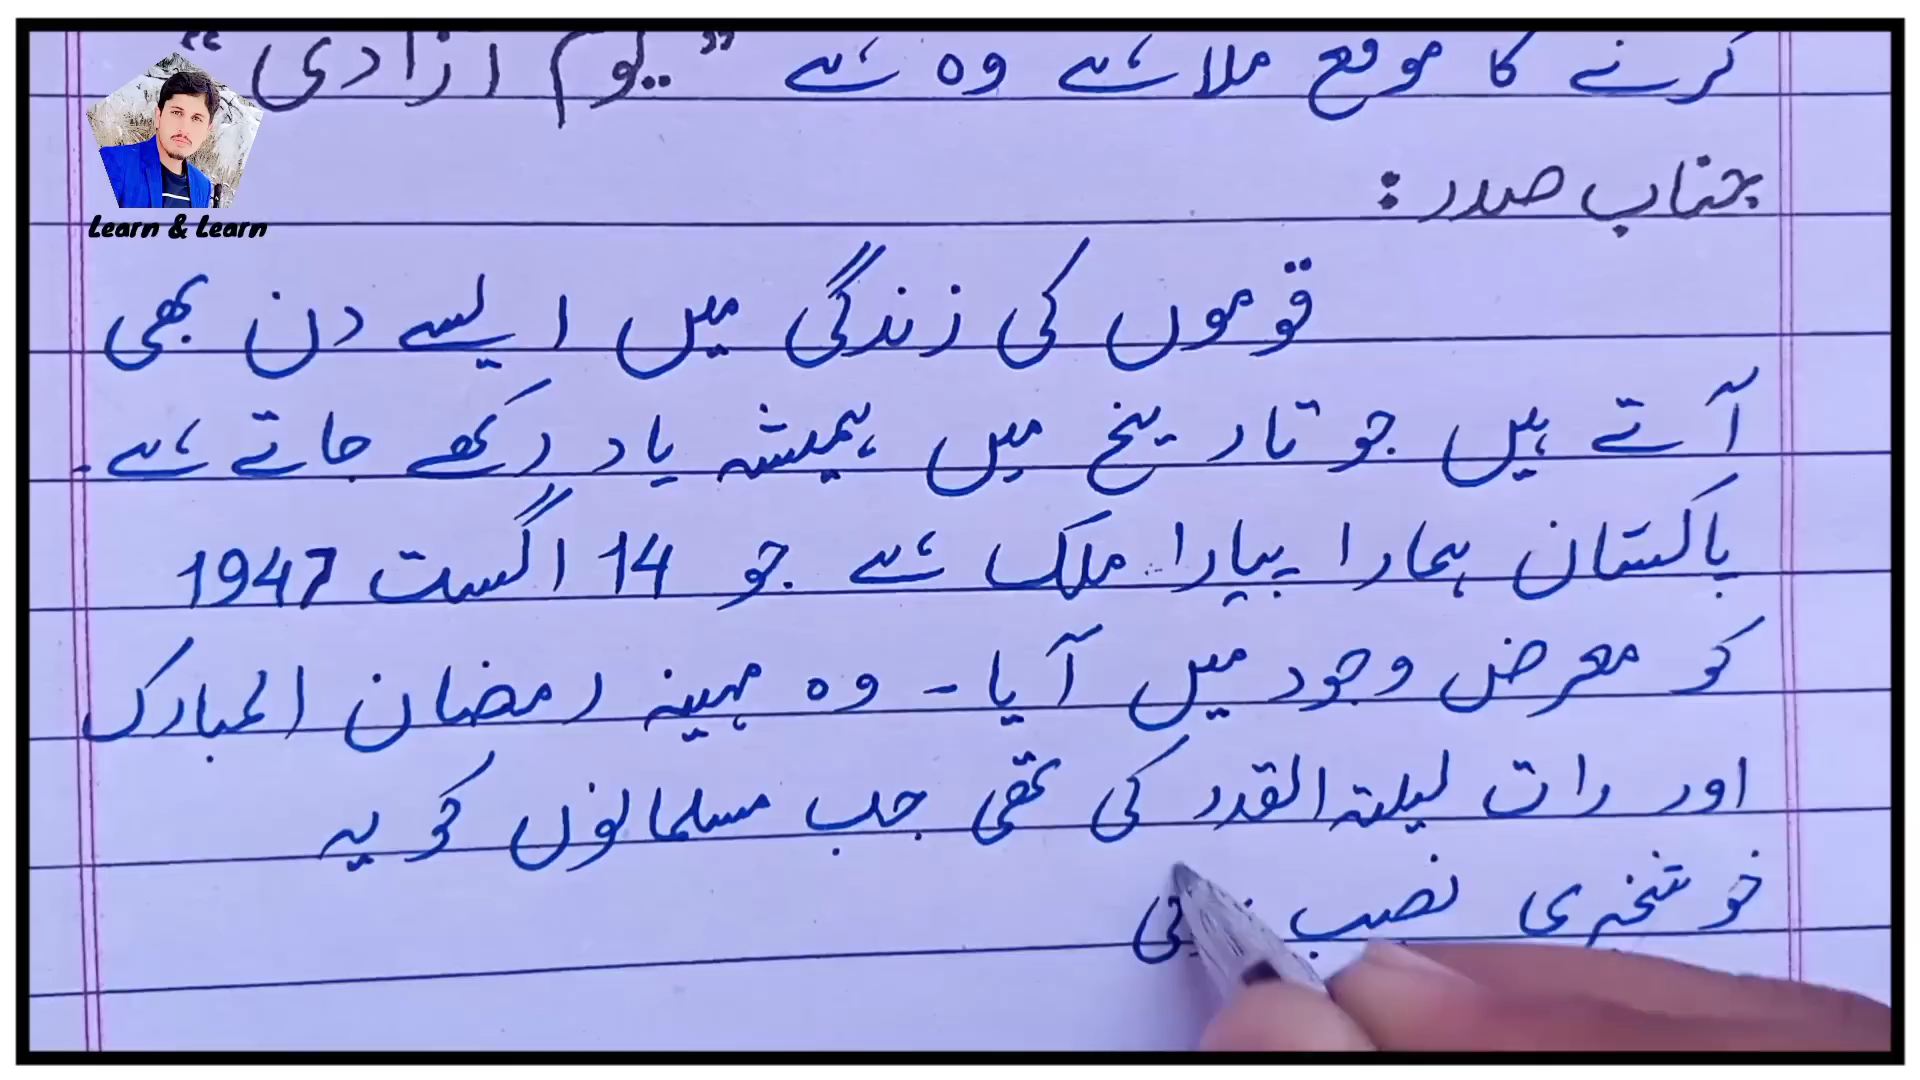 کرنے کا موقع ملا ہے وہ ہے "یوم آزادی"
Learn & Learn
جناب صدر :
قوموں کی زندگی میں ایسے دن بھی
آتے ہیں جو تاریخ میں ہمیشہ یاد رکھے جاتے ہے۔
پاکستان ہمارا پیارا ملک ہے جو 14 اگست 1947
کو معرض وجود میں آیا۔ وہ مہینہ رمضان المبارک
اور رات لیلتہ القدر کی تھی جب مسلمانوں کو یہ
خوشخبری نصیب